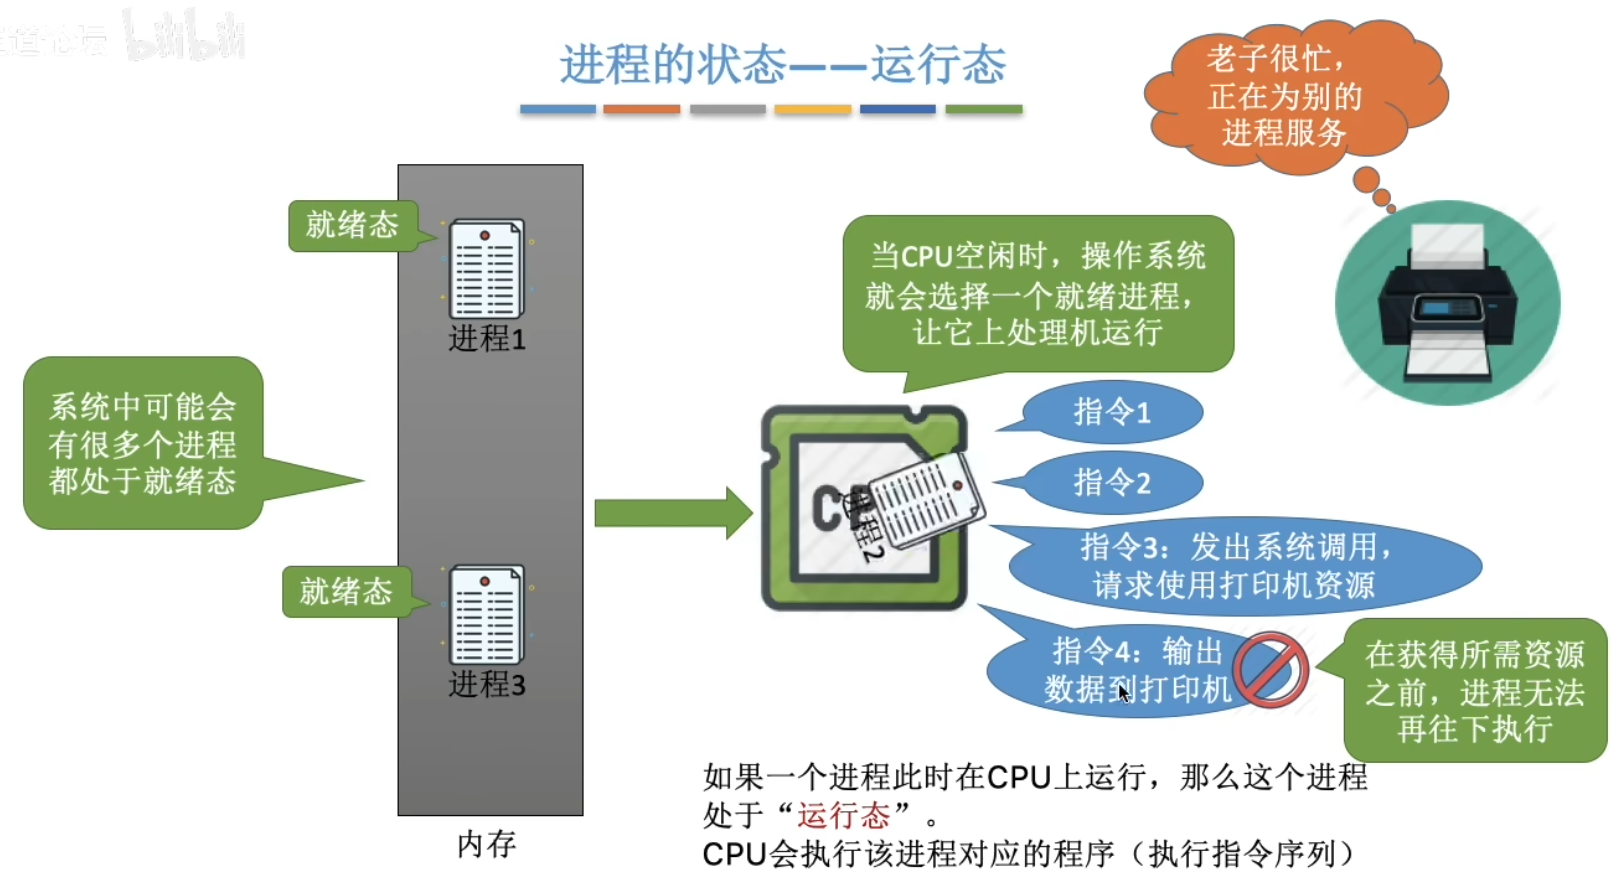 bilibili
进程的状态——运行态
老子很忙，
正在为别的
进程服务
就绪态
进程1
系统中可能会
有很多个进程
都处于就绪态
就绪态
进程3
内存
当CPU空闲时，操作系统
就会选择一个就绪进程，
让它上处理机运行
进程2
指令1
指令2
指令3：发出系统调用，
请求使用打印机资源
指令4：输出
数据到打印机
在获得所需资源
之前，进程无法
再往下执行
如果一个进程此时在CPU上运行，那么这个进程
处于“运行态”。
CPU会执行该进程对应的程序（执行指令序列）